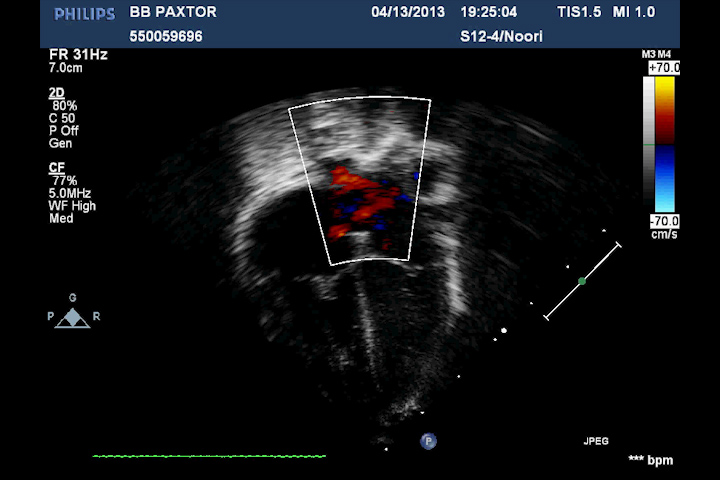 PHILIPS BB PAXTOR 04/13/2013 19:25:04 TIS1.5 MI 1.0
550059696 S12-4/Noori
FR 31Hz
7.0cm
2D
80%
C 50
P Off
Gen
CF
77%
5.0MHz
WF High
Med
M3 M4
+70.0
-70.0
cm/s
G
P R
P
JPEG
*** bpm